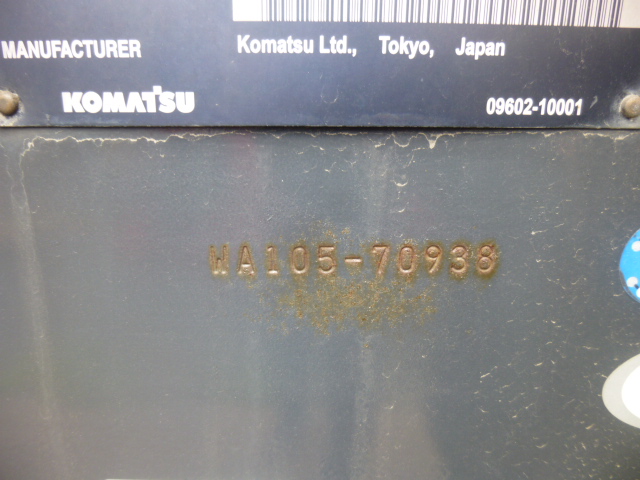 MANUFACTURER Komatsu Ltd., Tokyo, Japan
KOMATSU 09602-10001
WA105-70938